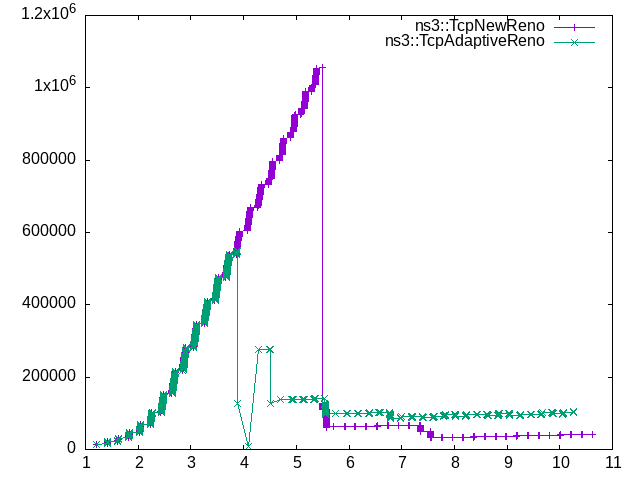 1.2x10⁶
1x10⁶
800000
600000
400000
200000
0
1 2 3 4 5 6 7 8 9 10 11
ns3::TcpNewReno
ns3::TcpAdaptiveReno